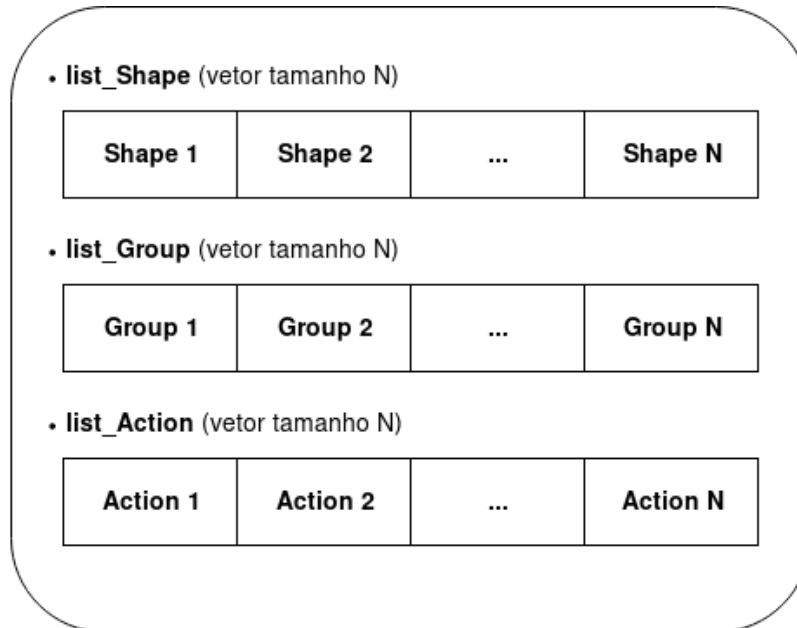 • list_Shape (vetor tamanho N)
Shape 1 Shape 2 ... Shape N
• list_Group (vetor tamanho N)
Group 1 Group 2 ... Group N
• list_Action (vetor tamanho N)
Action 1 Action 2 ... Action N